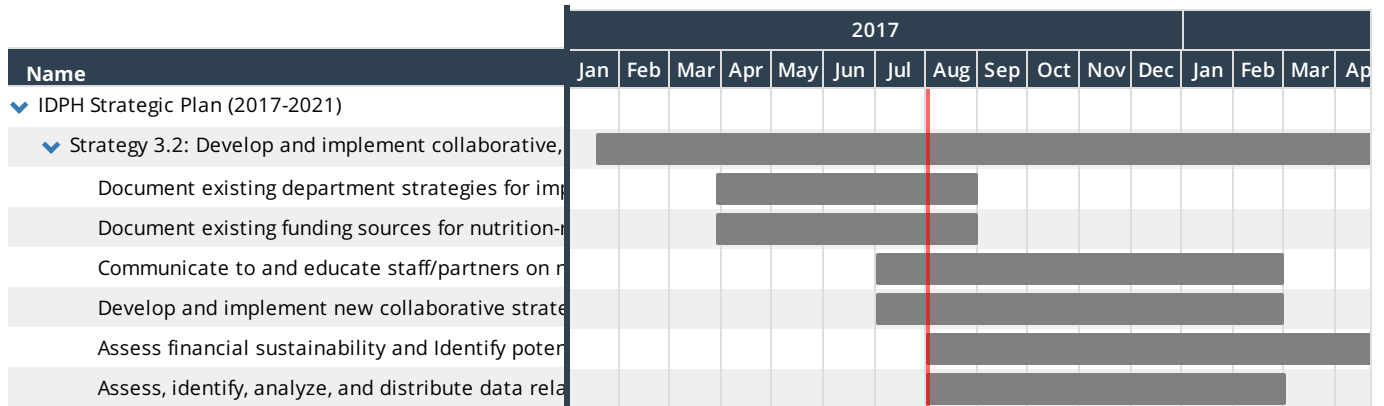 2017
Name
Jan Feb Mar Apr May Jun Jul Aug Sep Oct Nov Dec Jan Feb Mar Ap
IDPH Strategic Plan (2017-2021)
Strategy 3.2: Develop and implement collaborative,
Document existing department strategies for imp
Document existing funding sources for nutrition-r
Communicate to and educate staff/partners on n
Develop and implement new collaborative strate
Assess financial sustainability and Identify poten
Assess, identify, analyze, and distribute data rela